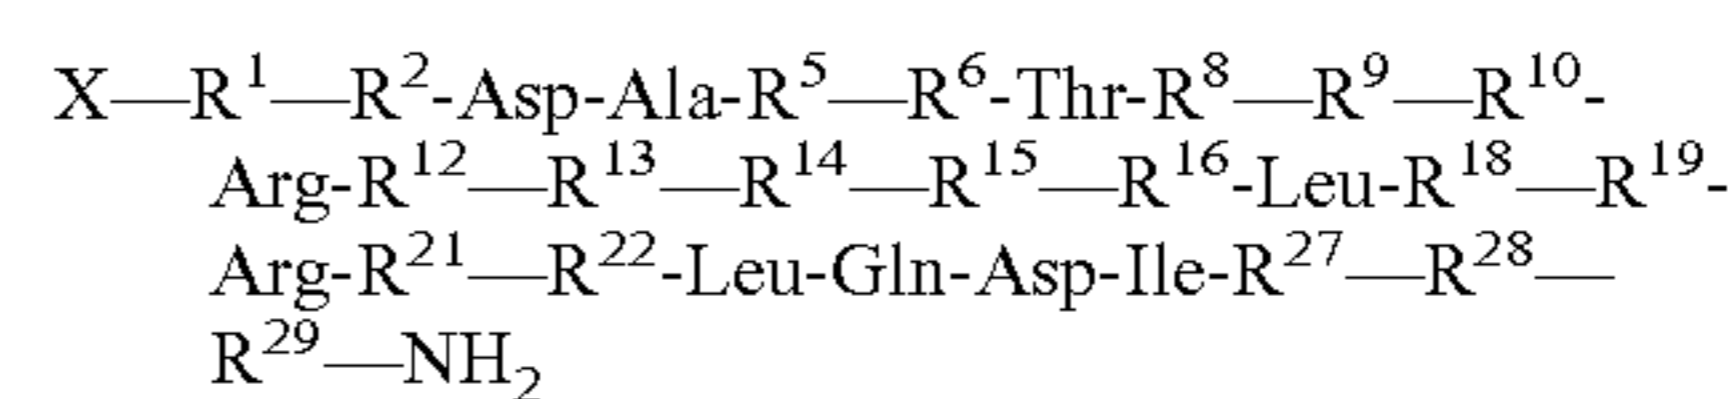 X—R¹—R²-Asp-Ala-R⁵—R⁶-Thr-R⁸—R⁹—R¹⁰-
Arg-R¹²—R¹³—R¹⁴—R¹⁵—R¹⁶-Leu-R¹⁸—R¹⁹-
Arg-R²¹—R²²-Leu-Gln-Asp-Ile-R²⁷—R²⁸—
R²⁹—NH₂